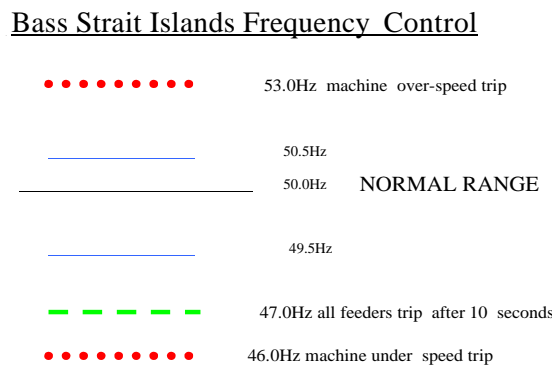 Bass Strait Islands Frequency Control
53.0Hz machine over-speed trip
50.5Hz
50.0Hz NORMAL RANGE
49.5Hz
47.0Hz all feeders trip after 10 seconds
46.0Hz machine under speed trip